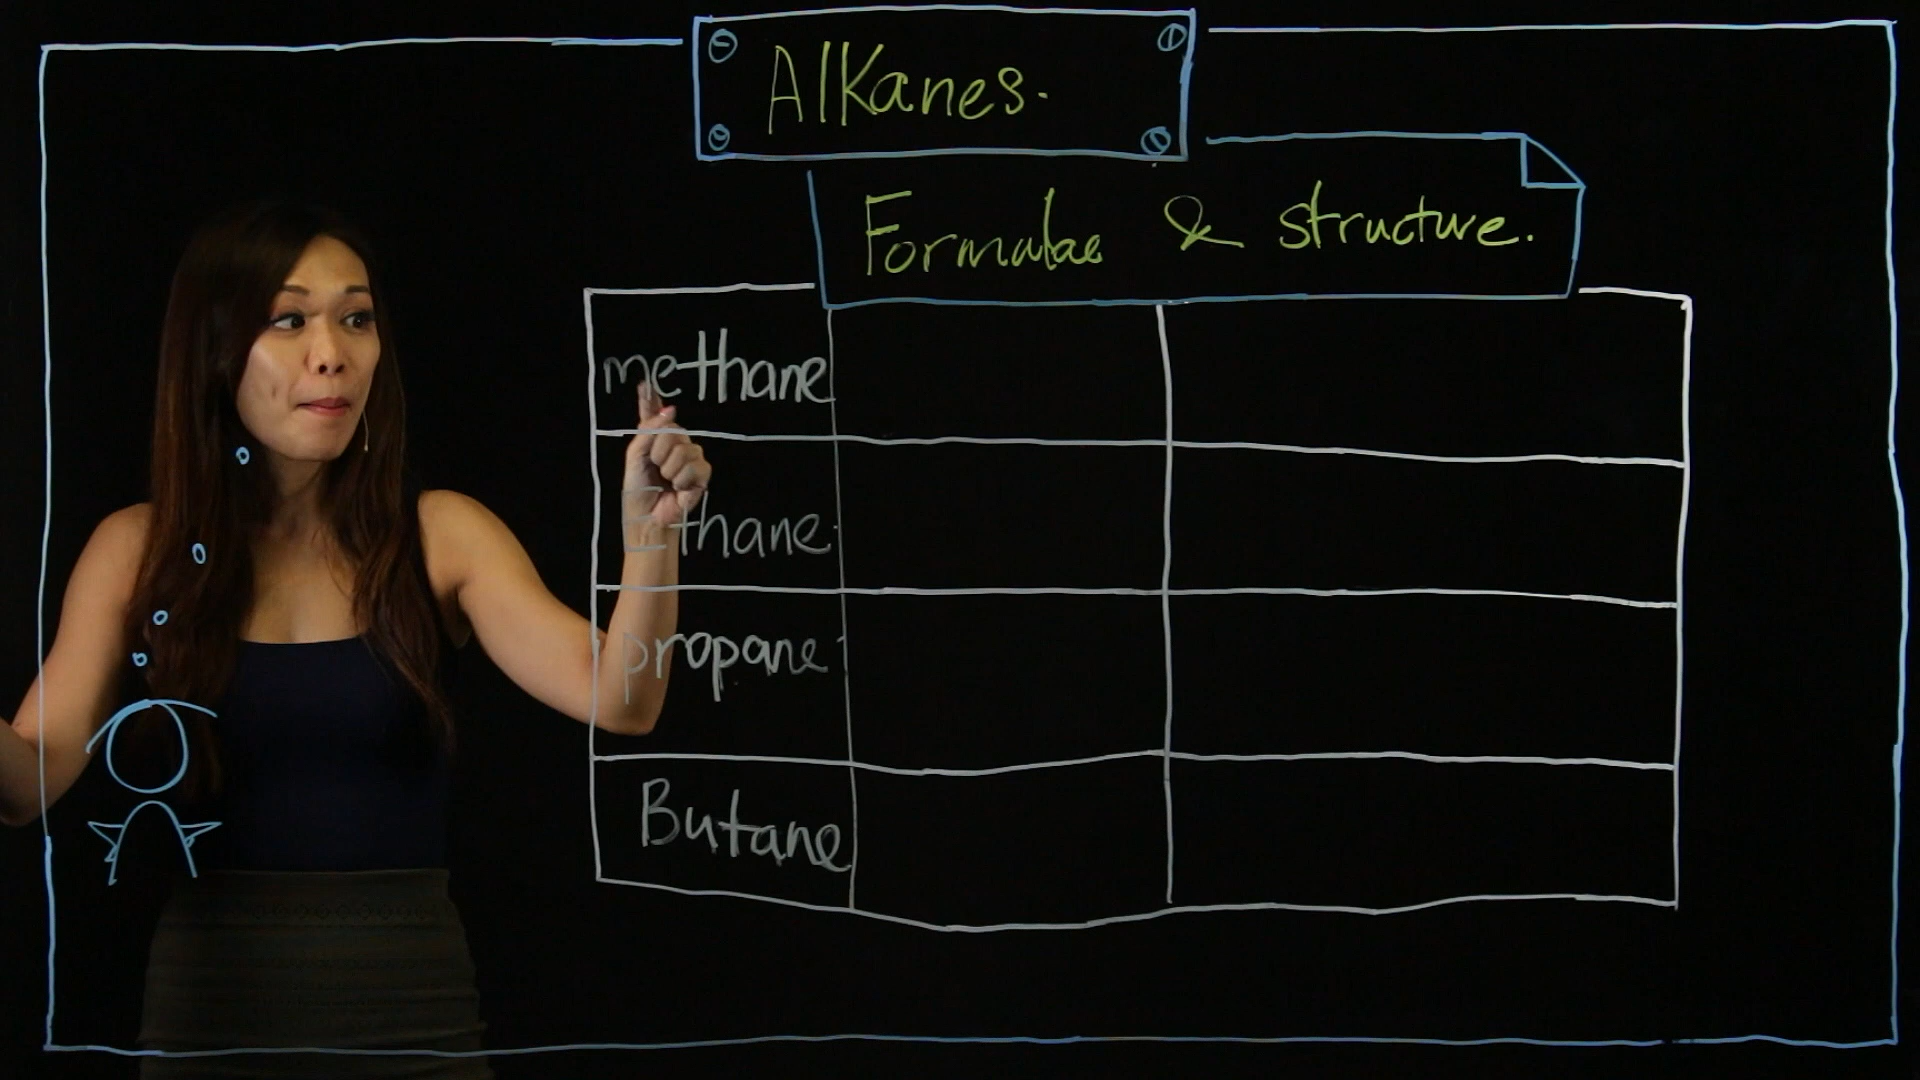 Alkanes.
Formulae & structure.
methane
Ethane
propane
Butane